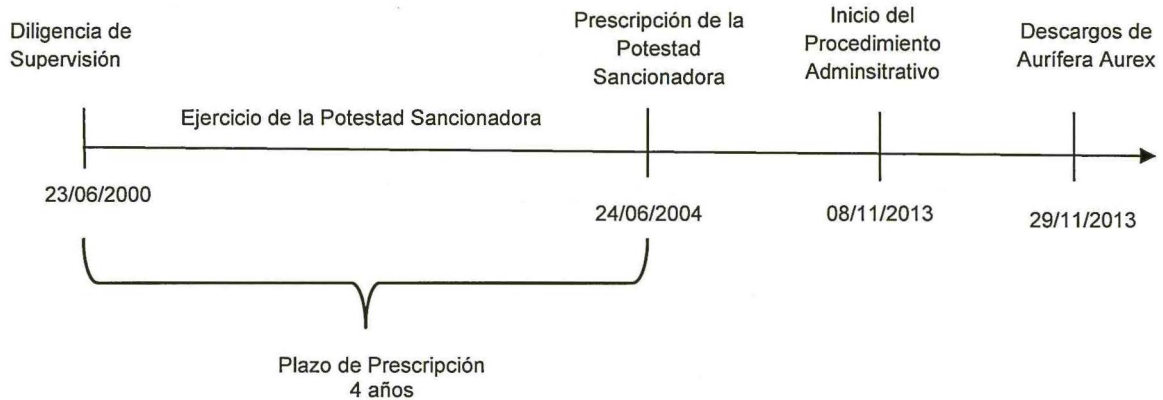 Diligencia de
Supervisión
Prescripción de la
Potestad
Sancionadora
Inicio del
Procedimiento
Adminsitrativo
Descargos de
Aurífera Aurex
Ejercicio de la Potestad Sancionadora
23/06/2000
24/06/2004
08/11/2013
29/11/2013
Plazo de Prescripción
4 años